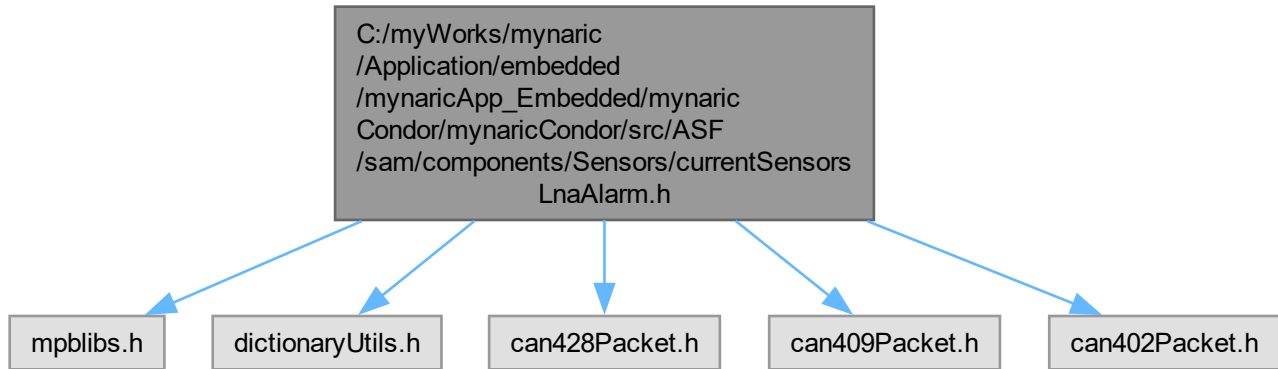 C:/myWorks/mynaric
/Application/embedded
/mynaricApp_Embedded/mynaric
Condor/mynaricCondor/src/ASF
/sam/components/Sensors/currentSensors
LnaAlarm.h
mpblibs.h
dictionaryUtils.h
can428Packet.h
can409Packet.h
can402Packet.h